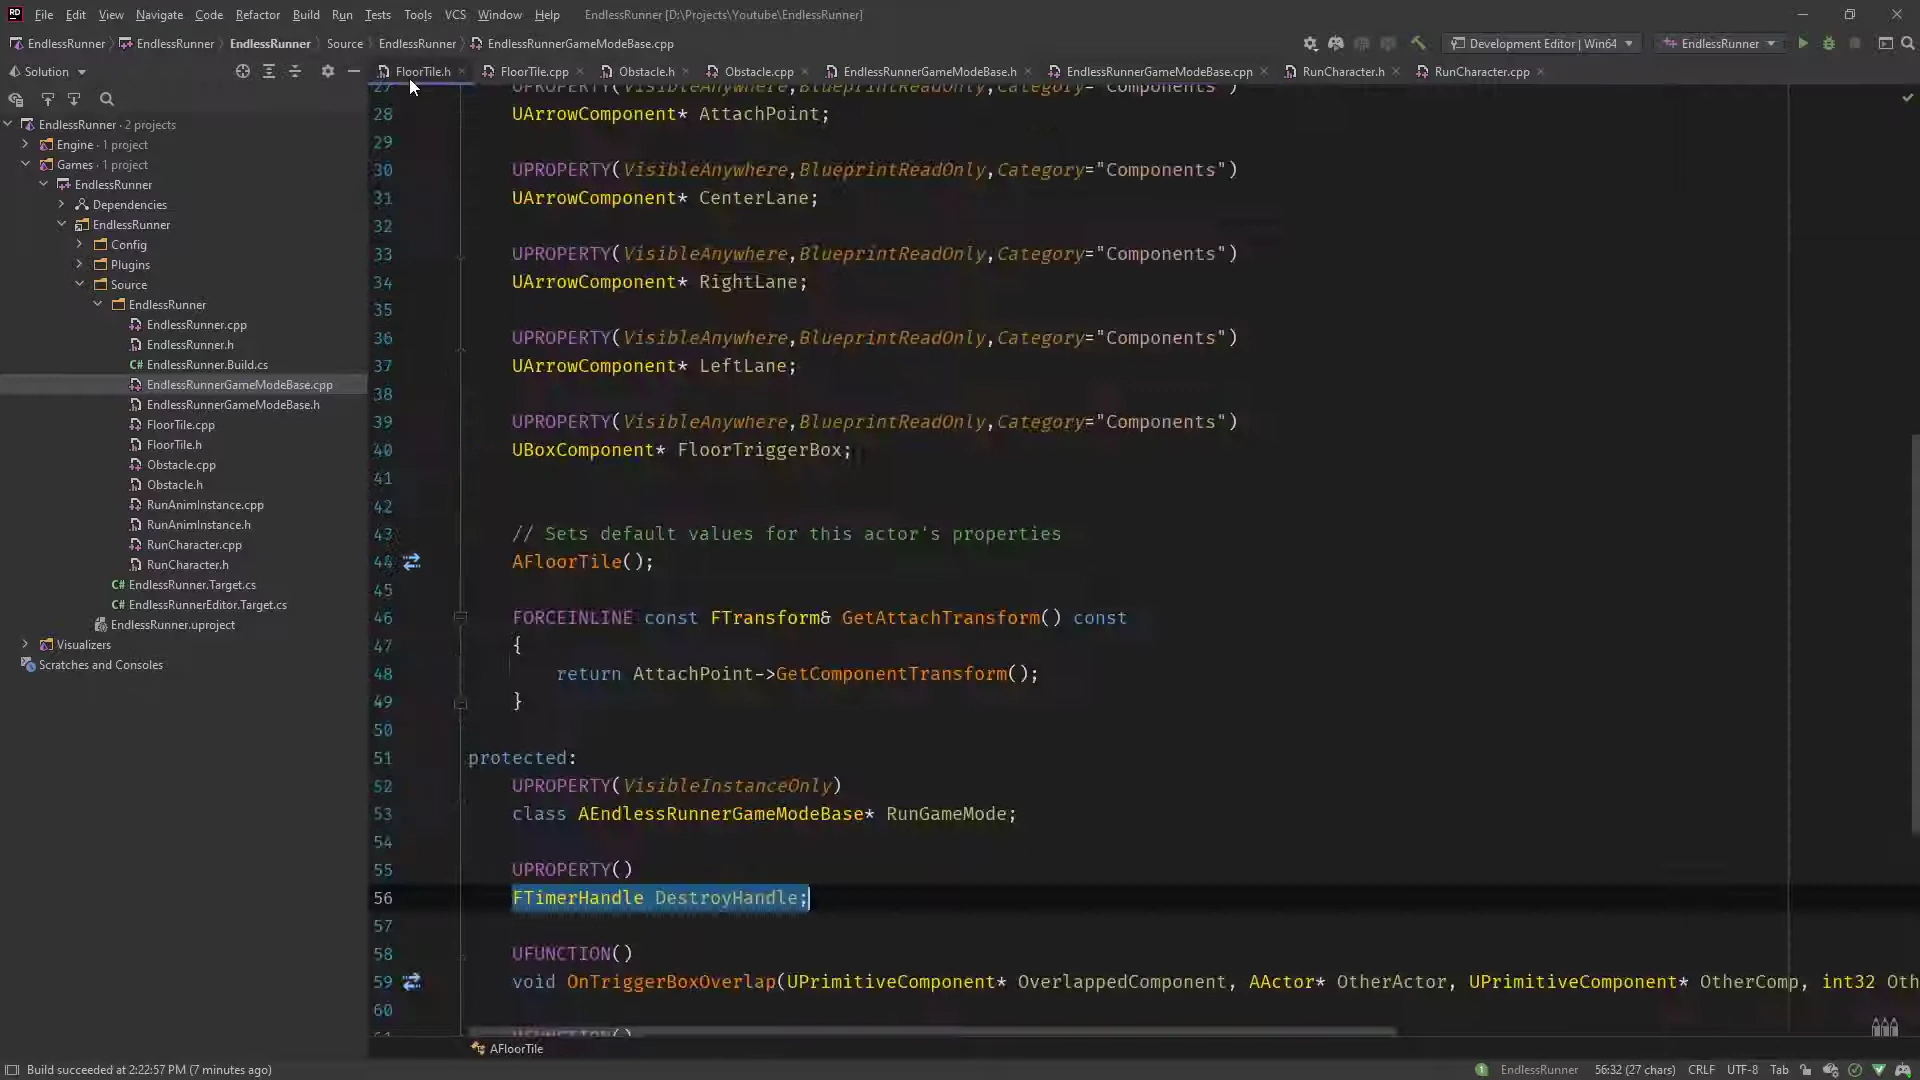 RD File Edit View Navigate Code Refactor Build Run Tests Tools VCS Window Help EndlessRunner [D:\Projects\Youtube\EndlessRunner]
EndlessRunner EndlessRunner EndlessRunner Source EndlessRunner EndlessRunnerGameModeBase.cpp Development Editor | Win64 EndlessRunner
Solution FloorTile.h FloorTile.cpp Obstacle.h Obstacle.cpp EndlessRunnerGameModeBase.h EndlessRunnerGameModeBase.cpp RunCharacter.h RunCharacter.cpp
EndlessRunner · 2 projects
Engine · 1 project
Games · 1 project
EndlessRunner
Dependencies
EndlessRunner
Config
Plugins
Source
EndlessRunner
EndlessRunner.cpp
EndlessRunner.h
C# EndlessRunner.Build.cs
EndlessRunnerGameModeBase.cpp
EndlessRunnerGameModeBase.h
FloorTile.cpp
FloorTile.h
Obstacle.cpp
Obstacle.h
RunAnimInstance.cpp
RunAnimInstance.h
RunCharacter.cpp
RunCharacter.h
C# EndlessRunner.Target.cs
C# EndlessRunnerEditor.Target.cs
EndlessRunner.uproject
Visualizers
Scratches and Consoles
27 UPROPERTY(VisibleAnywhere,BlueprintReadOnly,Category="Components")
28 UArrowComponent* AttachPoint;
29
30 UPROPERTY(VisibleAnywhere,BlueprintReadOnly,Category="Components")
31 UArrowComponent* CenterLane;
32
33 UPROPERTY(VisibleAnywhere,BlueprintReadOnly,Category="Components")
34 UArrowComponent* RightLane;
35
36 UPROPERTY(VisibleAnywhere,BlueprintReadOnly,Category="Components")
37 UArrowComponent* LeftLane;
38
39 UPROPERTY(VisibleAnywhere,BlueprintReadOnly,Category="Components")
40 UBoxComponent* FloorTriggerBox;
41
42
43 // Sets default values for this actor's properties
44 AFloorTile();
45
46 FORCEINLINE const FTransform& GetAttachTransform() const
47 {
48 return AttachPoint->GetComponentTransform();
49 }
50
51 protected:
52 UPROPERTY(VisibleInstanceOnly)
53 class AEndlessRunnerGameModeBase* RunGameMode;
54
55 UPROPERTY()
56 FTimerHandle DestroyHandle;
57
58 UFUNCTION()
59 void OnTriggerBoxOverlap(UPrimitiveComponent* OverlappedComponent, AActor* OtherActor, UPrimitiveComponent* OtherComp, int32 Oth
60
61 UFUNCTION()
AFloorTile
Build succeeded at 2:22:57 PM (7 minutes ago) EndlessRunner 56:32 (27 chars) CRLF UTF-8 Tab